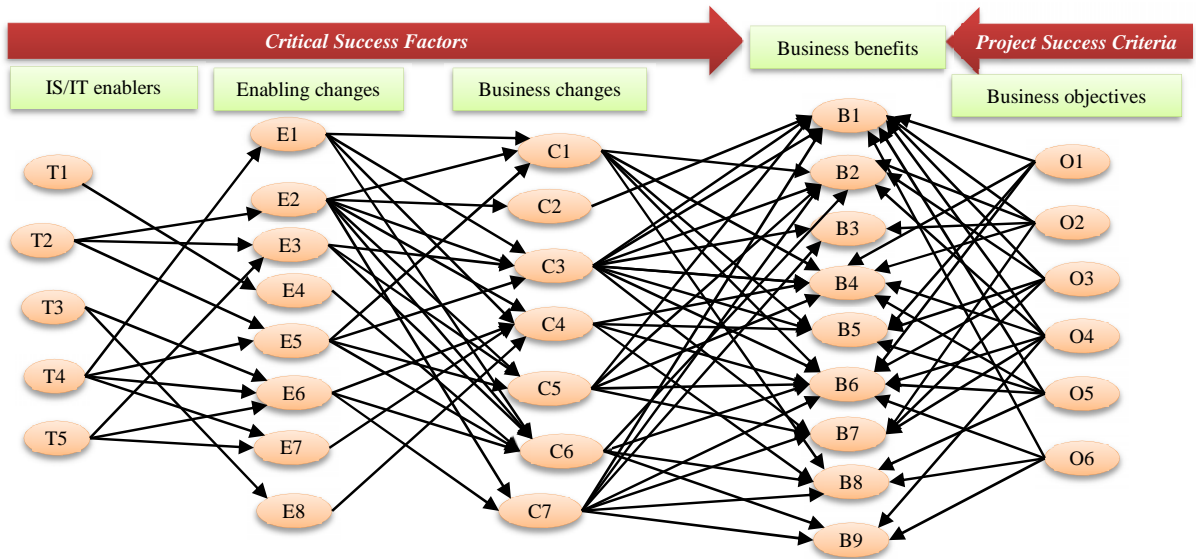 Critical Success Factors
Business benefits
Project Success Criteria
IS/IT enablers
Enabling changes
Business changes
Business objectives
T1
T2
T3
T4
T5
E1
E2
E3
E4
E5
E6
E7
E8
C1
C2
C3
C4
C5
C6
C7
B1
B2
B3
B4
B5
B6
B7
B8
B9
O1
O2
O3
O4
O5
O6